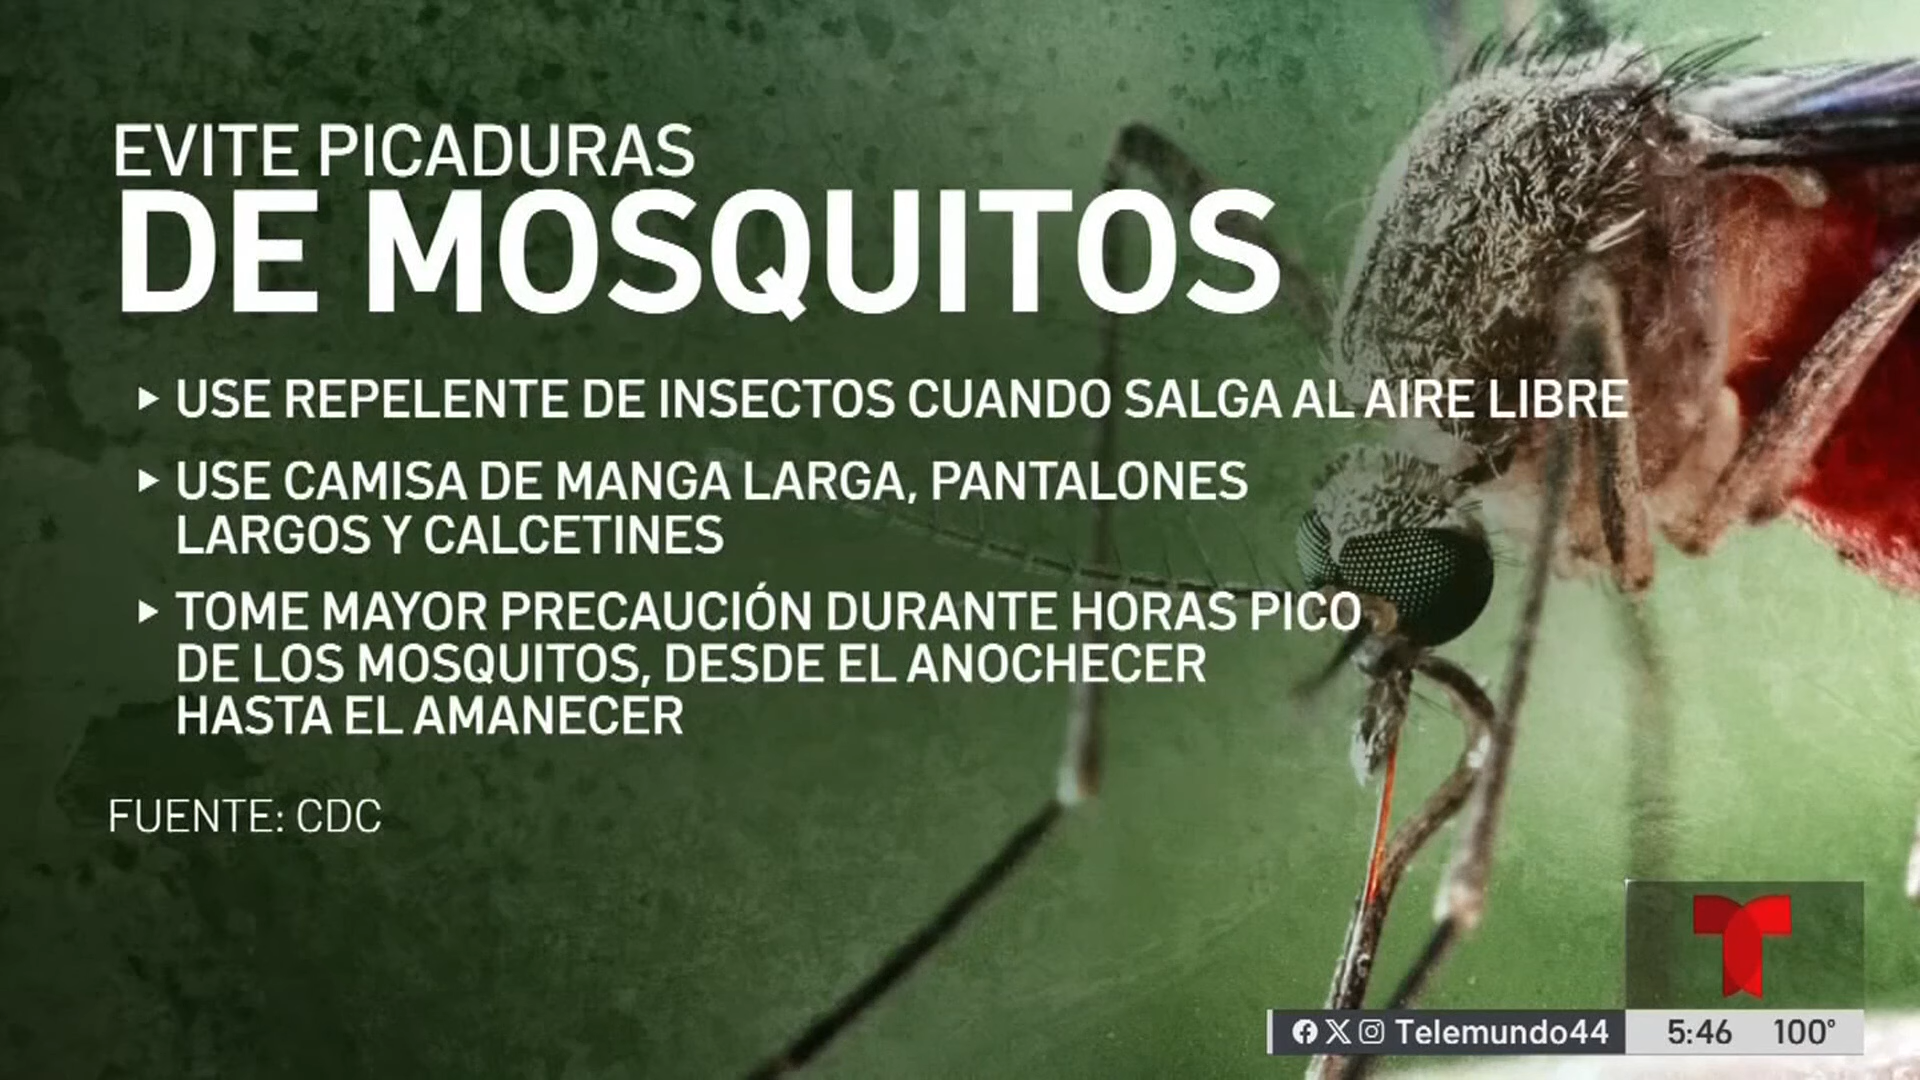 EVITE PICADURAS
DE MOSQUITOS
USE REPELENTE DE INSECTOS CUANDO SALGA AL AIRE LIBRE
USE CAMISA DE MANGA LARGA, PANTALONES
LARGOS Y CALCETINES
TOME MAYOR PRECAUCIÓN DURANTE HORAS PICO
DE LOS MOSQUITOS, DESDE EL ANOCHECER
HASTA EL AMANECER
FUENTE: CDC
Telemundo44 5:46 100°